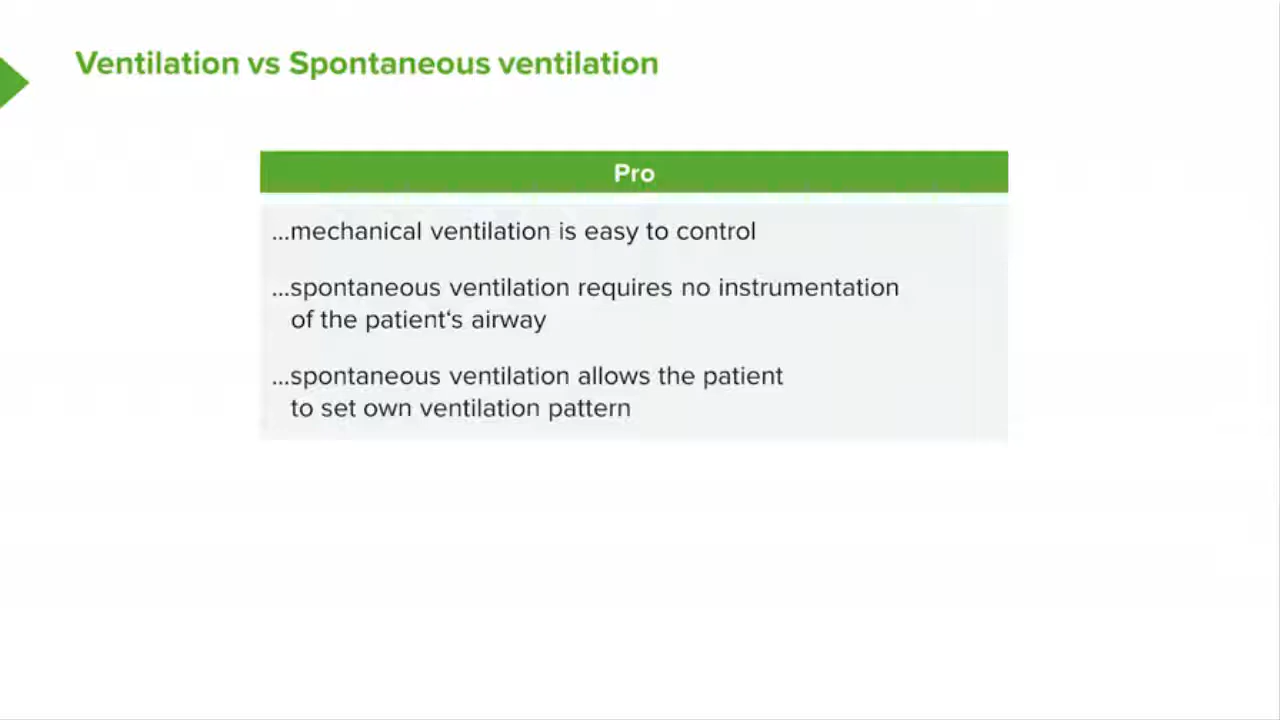 Ventilation vs Spontaneous ventilation
Pro
...mechanical ventilation is easy to control
...spontaneous ventilation requires no instrumentation
of the patient‘s airway
...spontaneous ventilation allows the patient
to set own ventilation pattern